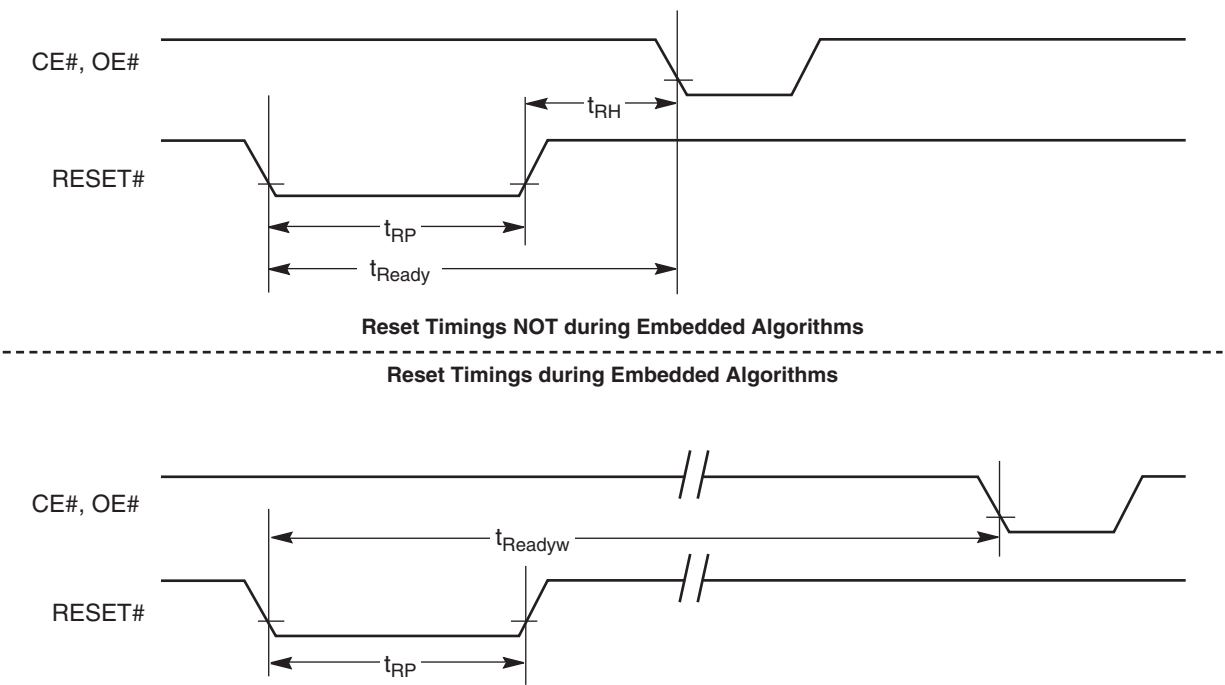 CE#, OE#
tRH
RESET#
tRP
tReady
Reset Timings NOT during Embedded Algorithms
Reset Timings during Embedded Algorithms
CE#, OE#
tReadyw
RESET#
tRP